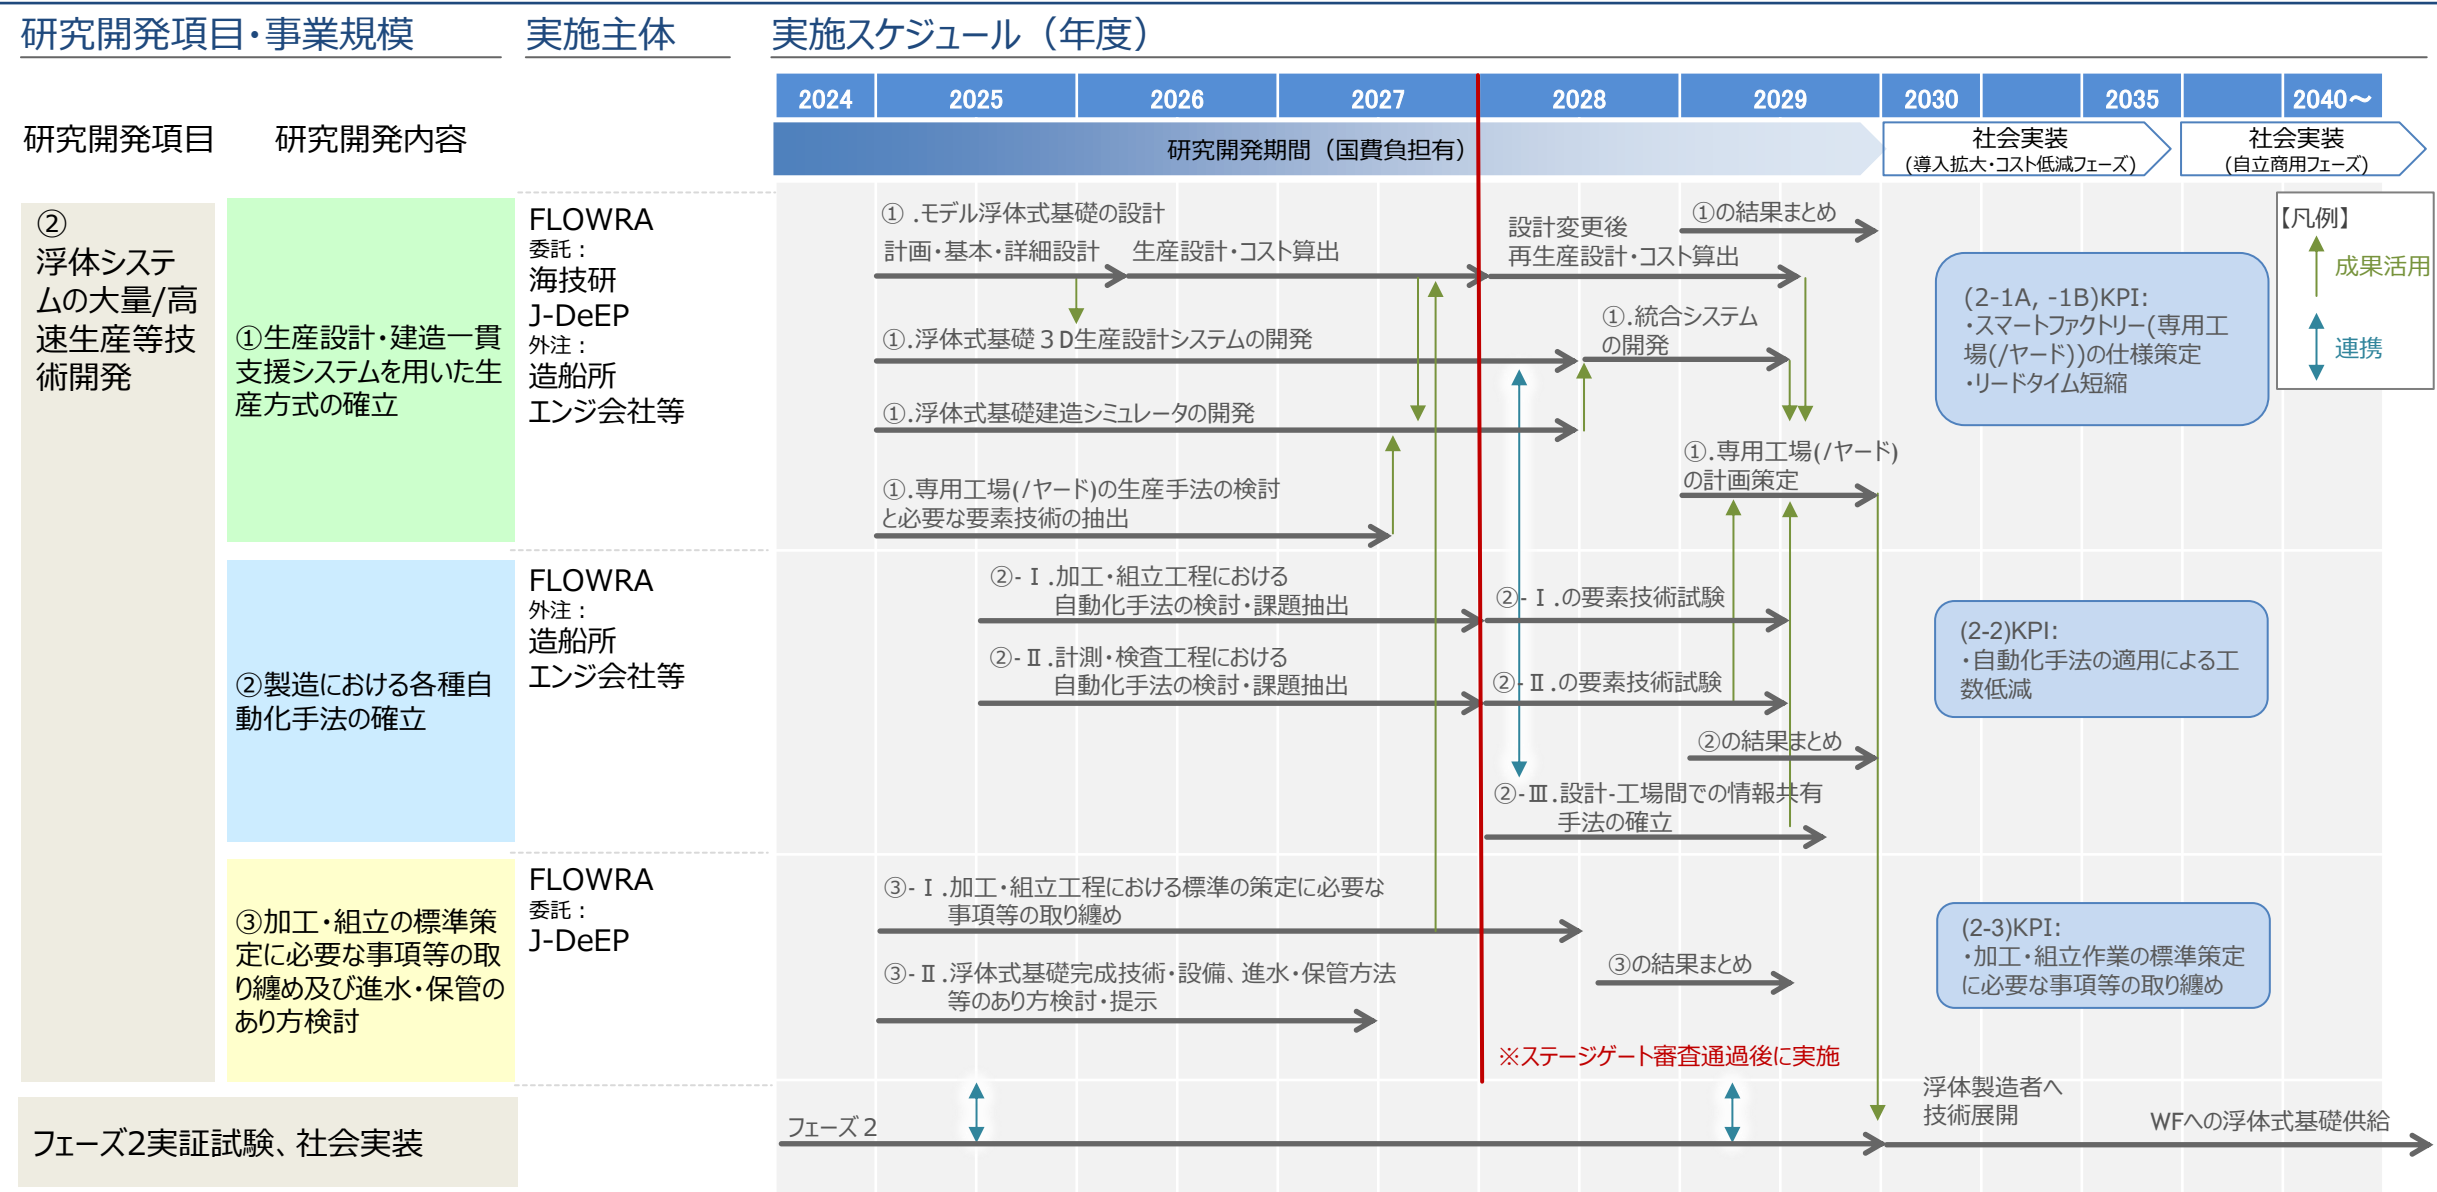 研究開発項目・事業規模
実施主体
実施スケジュール（年度）
2024
2025
2026
2027
2028
2029
2030
2035
2040～
研究開発項目
研究開発内容
研究開発期間（国費負担有）
社会実装
(導入拡大・コスト低減フェーズ)
社会実装
(自立商用フェーズ)
②
浮体システ
ムの大量/高
速生産等技
術開発
①生産設計・建造一貫
支援システムを用いた生
産方式の確立
FLOWRA
委託：
海技研
J-DeEP
外注：
造船所
エンジ会社等
①.モデル浮体式基礎の設計
計画・基本・詳細設計
生産設計・コスト算出
設計変更後
再生産設計・コスト算出
①の結果まとめ
①.浮体式基礎３D生産設計システムの開発
①.統合システム
の開発
①.浮体式基礎建造シミュレータの開発
①.専用工場(/ヤード)
の計画策定
①.専用工場(/ヤード)の生産手法の検討
と必要な要素技術の抽出
(2-1A, -1B)KPI:
・スマートファクトリー(専用工
場(/ヤード))の仕様策定
・リードタイム短縮
【凡例】
成果活用
連携
②製造における各種自
動化手法の確立
FLOWRA
外注：
造船所
エンジ会社等
②-Ⅰ.加工・組立工程における
自動化手法の検討・課題抽出
②-Ⅰ.の要素技術試験
②-Ⅱ.計測・検査工程における
自動化手法の検討・課題抽出
②-Ⅱ.の要素技術試験
②の結果まとめ
②-Ⅲ.設計-工場間での情報共有
手法の確立
(2-2)KPI:
・自動化手法の適用による工
数低減
③加工・組立の標準策
定に必要な事項等の取
り纏め及び進水・保管の
あり方検討
FLOWRA
委託：
J-DeEP
③-Ⅰ.加工・組立工程における標準の策定に必要な
事項等の取り纏め
③-Ⅱ.浮体式基礎完成技術・設備、進水・保管方法
等のあり方検討・提示
③の結果まとめ
(2-3)KPI:
・加工・組立作業の標準策定
に必要な事項等の取り纏め
※ステージゲート審査通過後に実施
フェーズ2実証試験、社会実装
フェーズ２
浮体製造者へ
技術展開
WFへの浮体式基礎供給